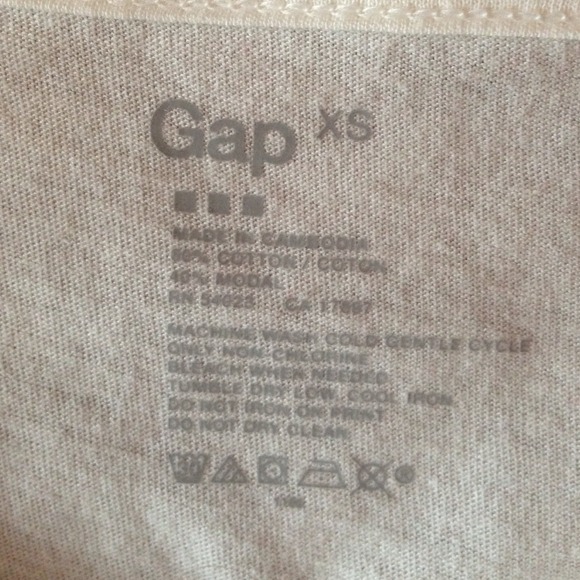 Gap XS
MADE IN CAMBODIA
60% COTTON / COTON
40% MODAL
RN 54023 CA 17897
MACHINE WASH COLD GENTLE CYCLE
ONLY NON CHLORINE
BLEACH WHEN NEEDED
TUMBLE DRY LOW, COOL IRON
DO NOT IRON ON PRINT
DO NOT DRY CLEAN